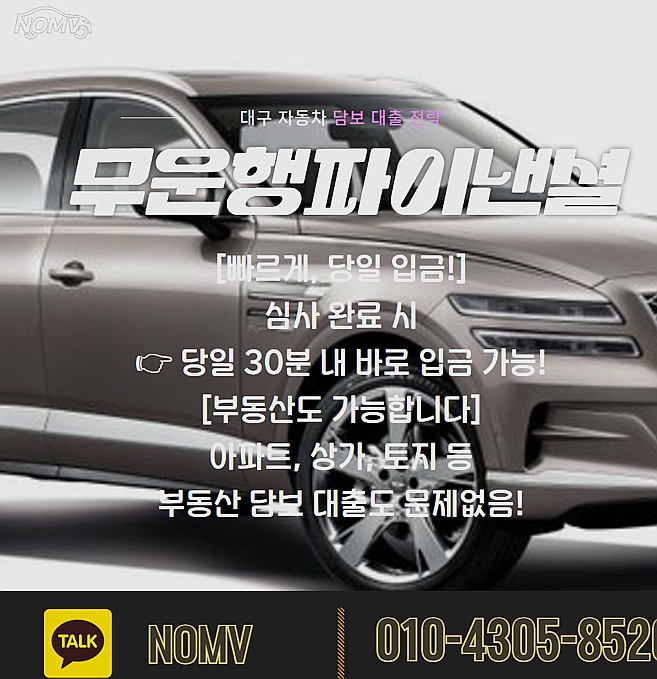 NOMV
대구 자동차 담보 대출 전략
무운행파이낸셜
[빠르게, 당일 입금!]
심사 완료 시
👉 당일 30분 내 바로 입금 가능!
[부동산도 가능합니다]
아파트, 상가, 토지 등
부동산 담보 대출도 문제없음!
TALK
NOMV
010-4305-8520